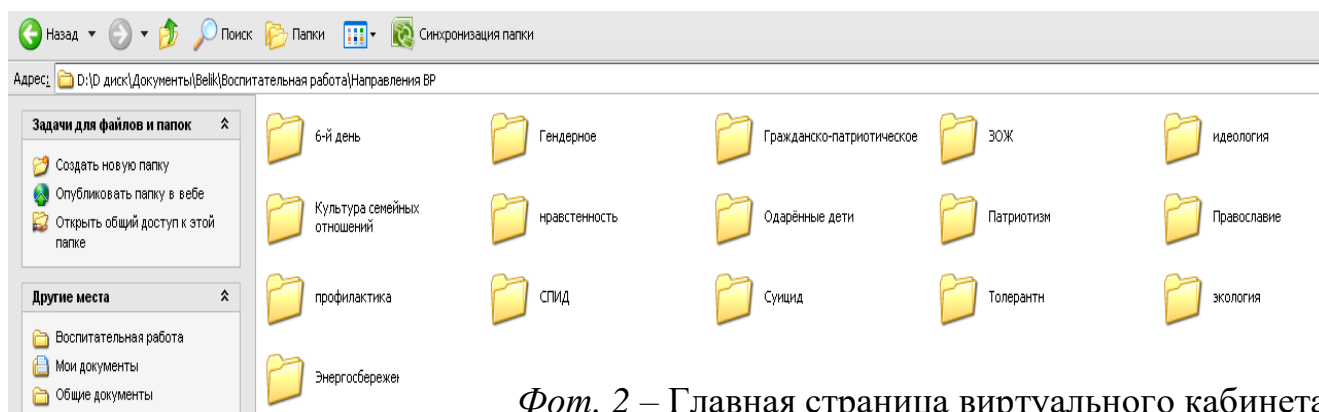 Назад Поиск Папки Синхронизация папки
Адрес: D:\D диск\Документы\Belik\Воспитательная работа\Направления ВР
Задачи для файлов и папок
Создать новую папку
Опубликовать папку в вебе
Открыть общий доступ к этой
папке
Другие места
Воспитательная работа
Мои документы
Общие документы
6-й день Гендерное Гражданско-патриотическое ЗОЖ идеология
Культура семейных
отношений
нравстенность Одарённые дети Патриотизм Православие
профилактика СПИД Суицид Толерантн экология
Энергосбережен
Фот. 2 – Главная страница виртуального кабинета